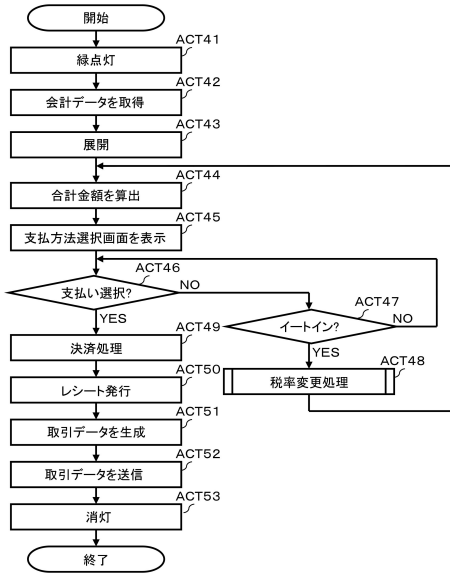 開始
ACT41
緑点灯
ACT42
会計データを取得
ACT43
展開
ACT44
合計金額を算出
ACT45
支払方法選択画面を表示
ACT46
支払い選択?
NO
YES
ACT47
イートイン?
NO
YES
ACT48
税率変更処理
ACT49
決済処理
ACT50
レシート発行
ACT51
取引データを生成
ACT52
取引データを送信
ACT53
消灯
終了